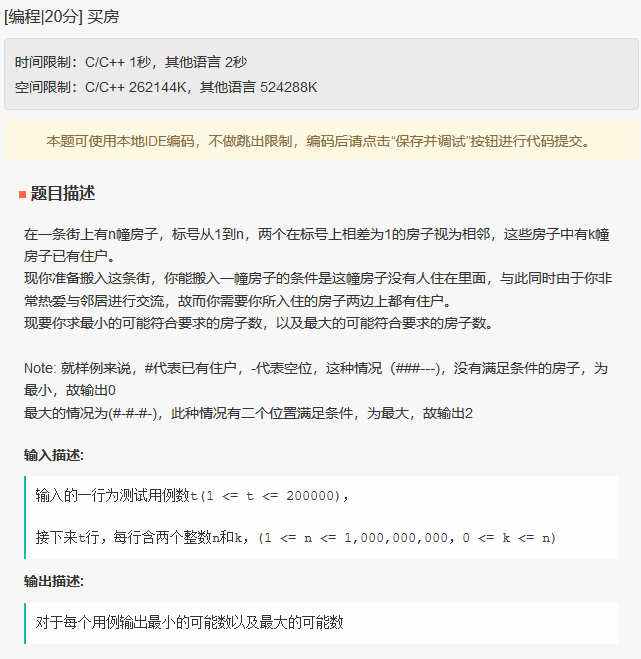 [编程|20分] 买房
时间限制：C/C++ 1秒，其他语言 2秒
空间限制：C/C++ 262144K，其他语言 524288K
本题可使用本地IDE编码，不做跳出限制，编码后请点击“保存并调试”按钮进行代码提交。
题目描述
在一条街上有n幢房子，标号从1到n，两个在标号上相差为1的房子视为相邻，这些房子中有k幢
房子已有住户。
现你准备搬入这条街，你能搬入一幢房子的条件是这幢房子没有人住在里面，与此同时由于你非
常热爱与邻居进行交流，故而你需要你所入住的房子两边上都有住户。
现要你求最小的可能符合要求的房子数，以及最大的可能符合要求的房子数。
Note: 就样例来说，#代表已有住户，-代表空位，这种情况（###---)，没有满足条件的房子，为
最小，故输出0
最大的情况为(#-#-#-)，此种情况有二个位置满足条件，为最大，故输出2
输入描述:
输入的一行为测试用例数t(1 <= t <= 200000)，
接下来t行，每行含两个整数n和k，(1 <= n <= 1,000,000,000，0 <= k <= n)
输出描述:
对于每个用例输出最小的可能数以及最大的可能数